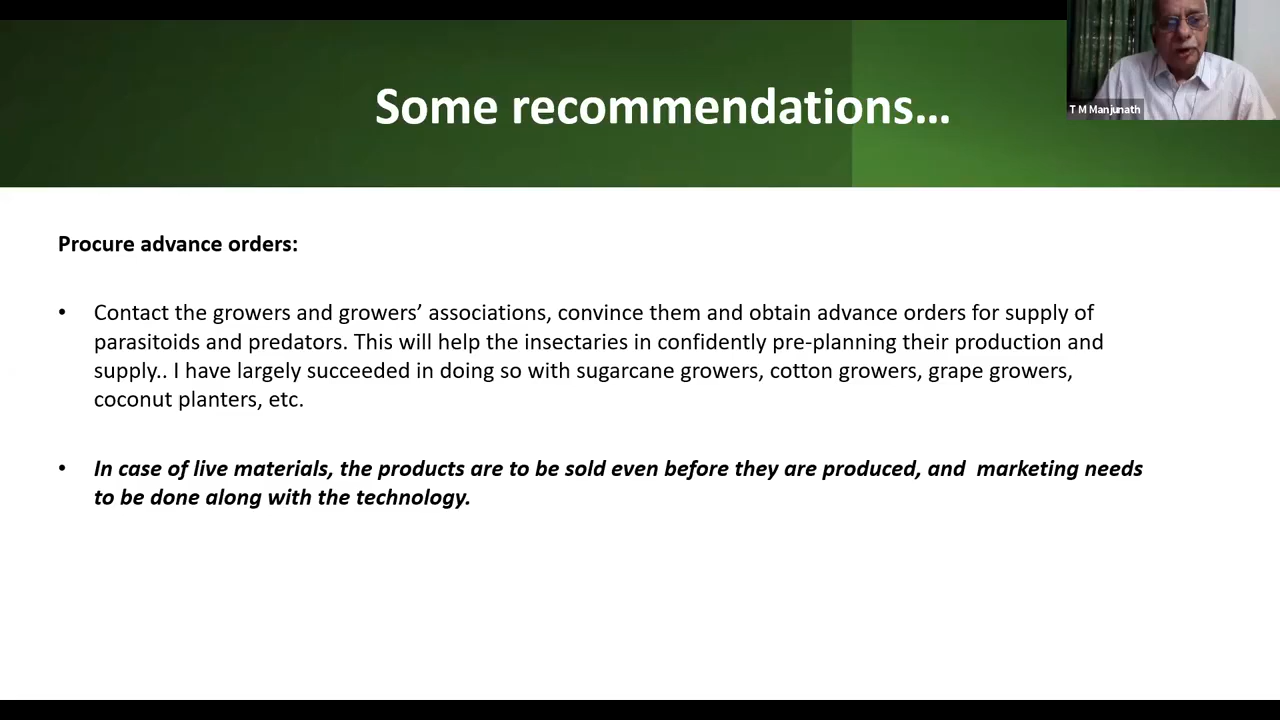 Some recommendations...
T M Manjunath
Procure advance orders:
• Contact the growers and growers’ associations, convince them and obtain advance orders for supply of
parasitoids and predators. This will help the insectaries in confidently pre-planning their production and
supply.. I have largely succeeded in doing so with sugarcane growers, cotton growers, grape growers,
coconut planters, etc.
• In case of live materials, the products are to be sold even before they are produced, and  marketing needs
to be done along with the technology.